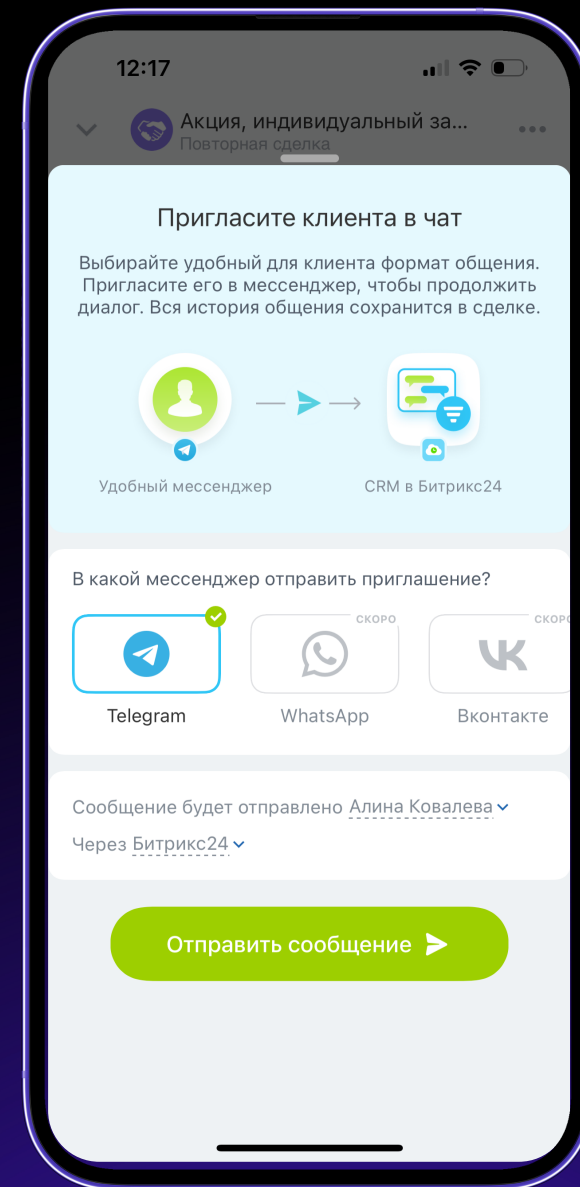 12:17
Акция, индивидуальный за...
Повторная сделка
Пригласите клиента в чат
Выбирайте удобный для клиента формат общения.
Пригласите его в мессенджер, чтобы продолжить
диалог. Вся история общения сохранится в сделке.
Удобный мессенджер
CRM в Битрикс24
В какой мессенджер отправить приглашение?
СКОРО
СКОРО
Telegram
WhatsApp
Вконтакте
Сообщение будет отправлено Алина Ковалева
Через Битрикс24
Отправить сообщение